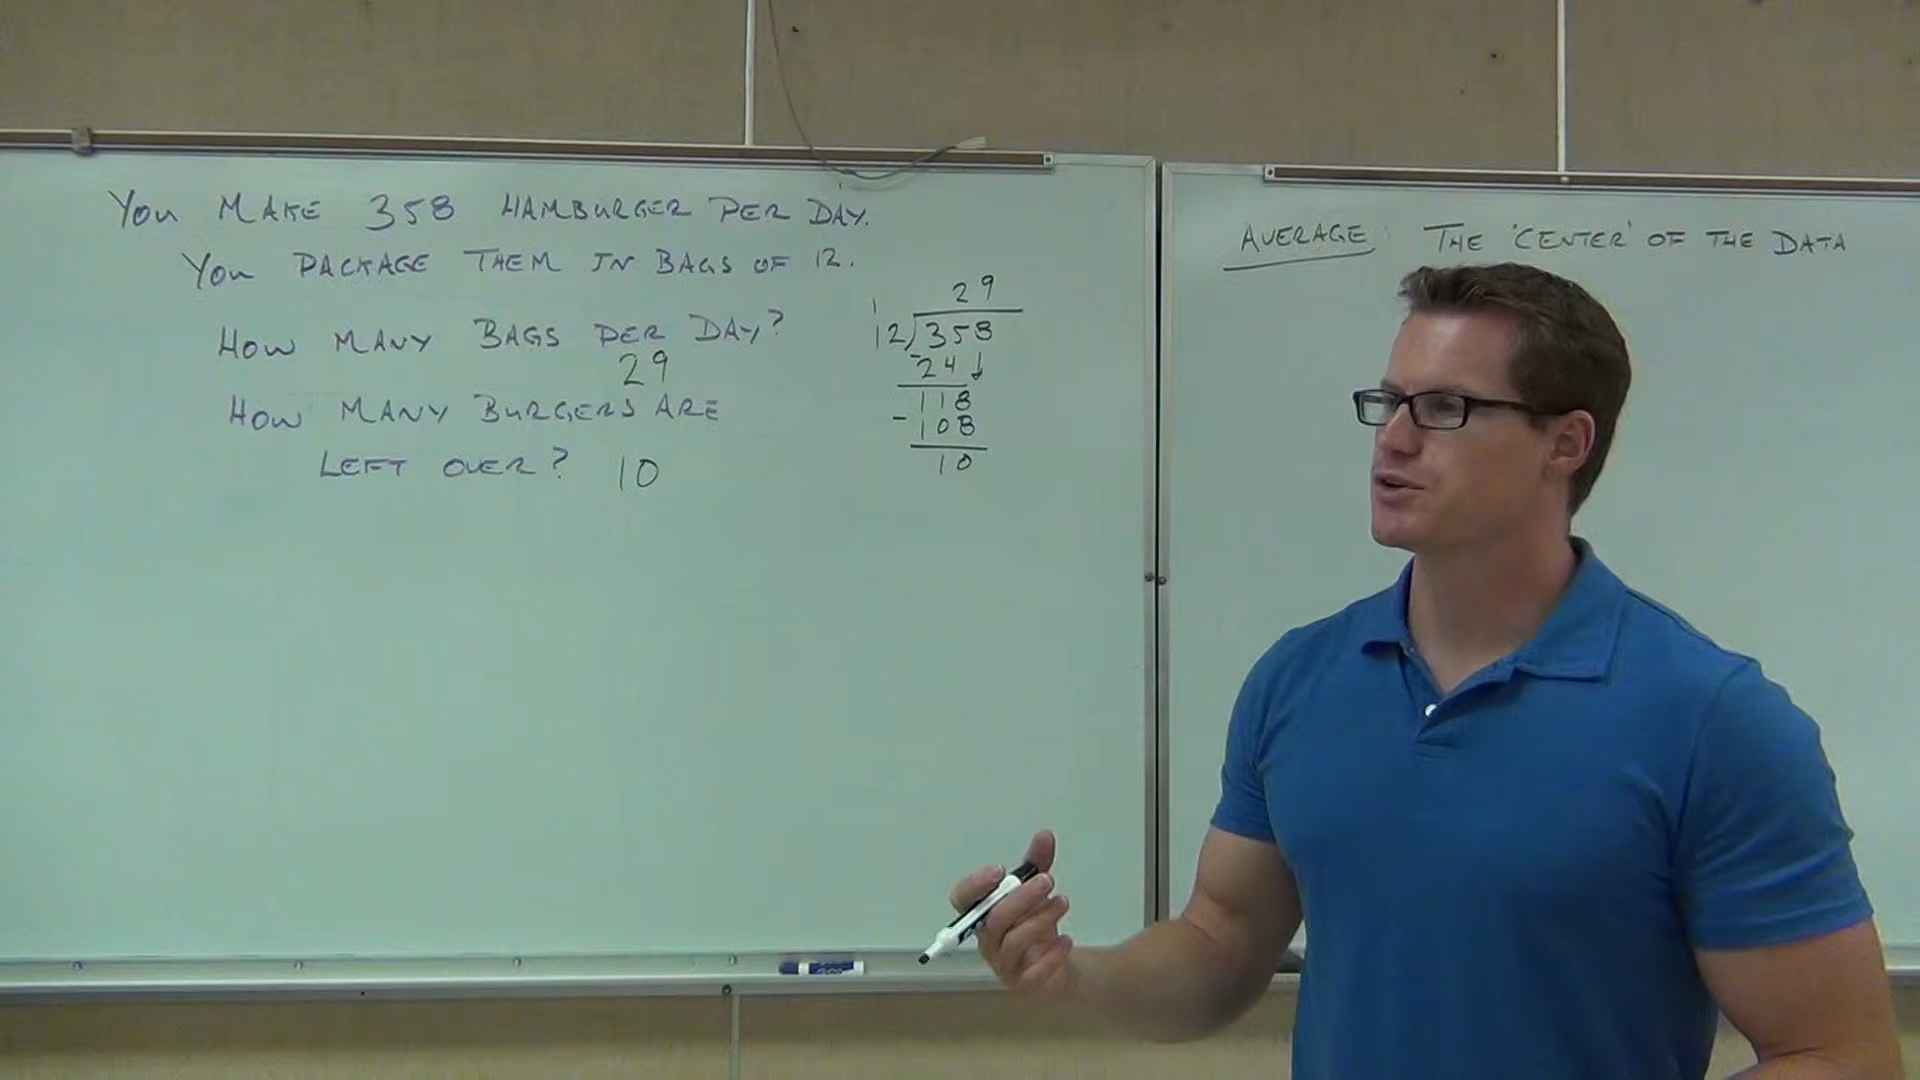 You MAKE 358 HAMBURGER PER DAY.
You PACKAGE THEM IN BAGS OF 12.
HOW MANY BAGS PER DAY?
29
HOW MANY BURGERS ARE
LEFT OVER? 10
29
1
12)358
-24↓
118
-108
10
AVERAGE: THE 'CENTER' OF THE DATA